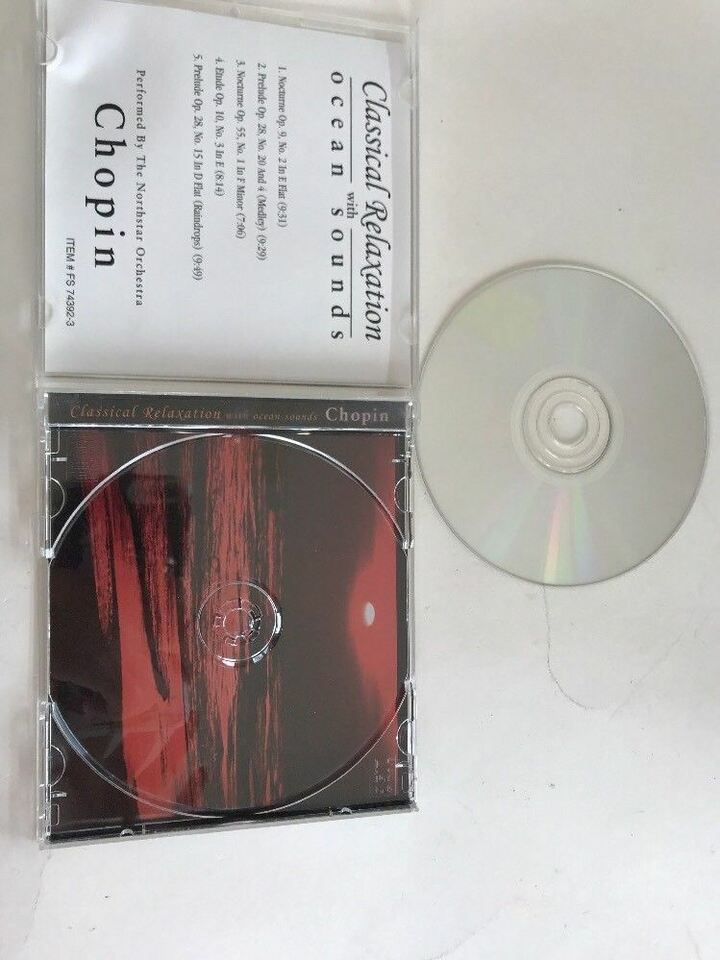 Classical Relaxation
with
ocean sounds
1. Nocturne Op. 9, No. 2 In E Flat (9:31)
2. Prelude Op. 28, No. 20 And 4 (Medley) (9:29)
3. Nocturne Op. 55, No. 1 In F Minor (7:06)
4. Etude Op. 10, No. 3 In E (8:14)
5. Prelude Op. 28, No. 15 In D Flat (Raindrops) (9:49)
Performed By The Northstar Orchestra
Chopin
ITEM # FS 74392-3
Classical Relaxation with ocean sounds Chopin